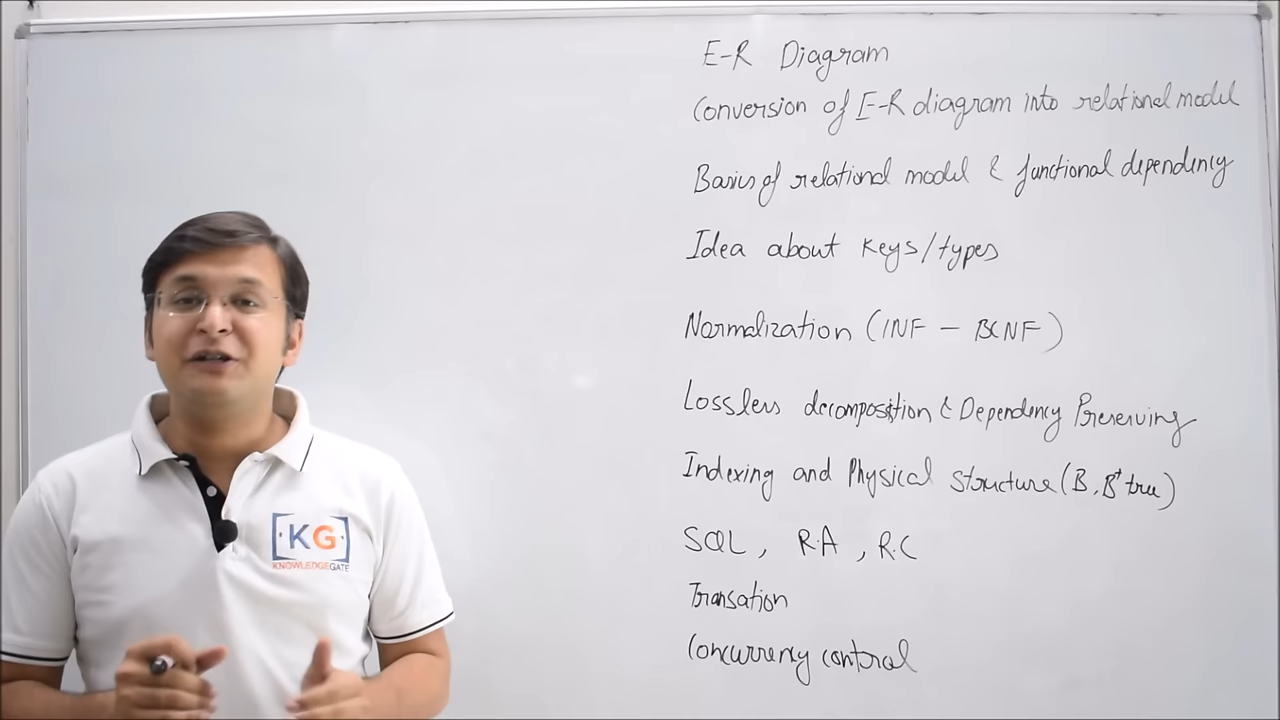 E-R Diagram
Conversion of E-R diagram into relational model
Basics of relational model & functional dependency
Idea about keys/types
Normalization (1NF - BCNF)
Lossless decomposition & Dependency Preserving
Indexing and Physical structure (B, B+ tree)
SQL, R.A, R.C
Transation
Concurrency control
KG
KNOWLEDGEGATE